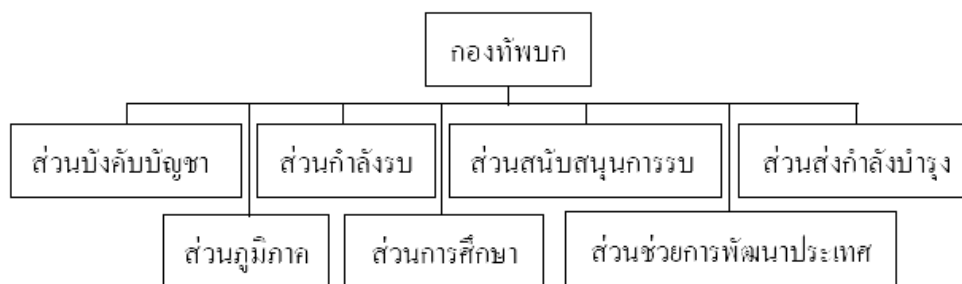 กองทัพบก
ส่วนบังคับบัญชา
ส่วนกำลังรบ
ส่วนสนับสนุนการรบ
ส่วนส่งกำลังบำรุง
ส่วนภูมิภาค
ส่วนการศึกษา
ส่วนช่วยการพัฒนาประเทศ